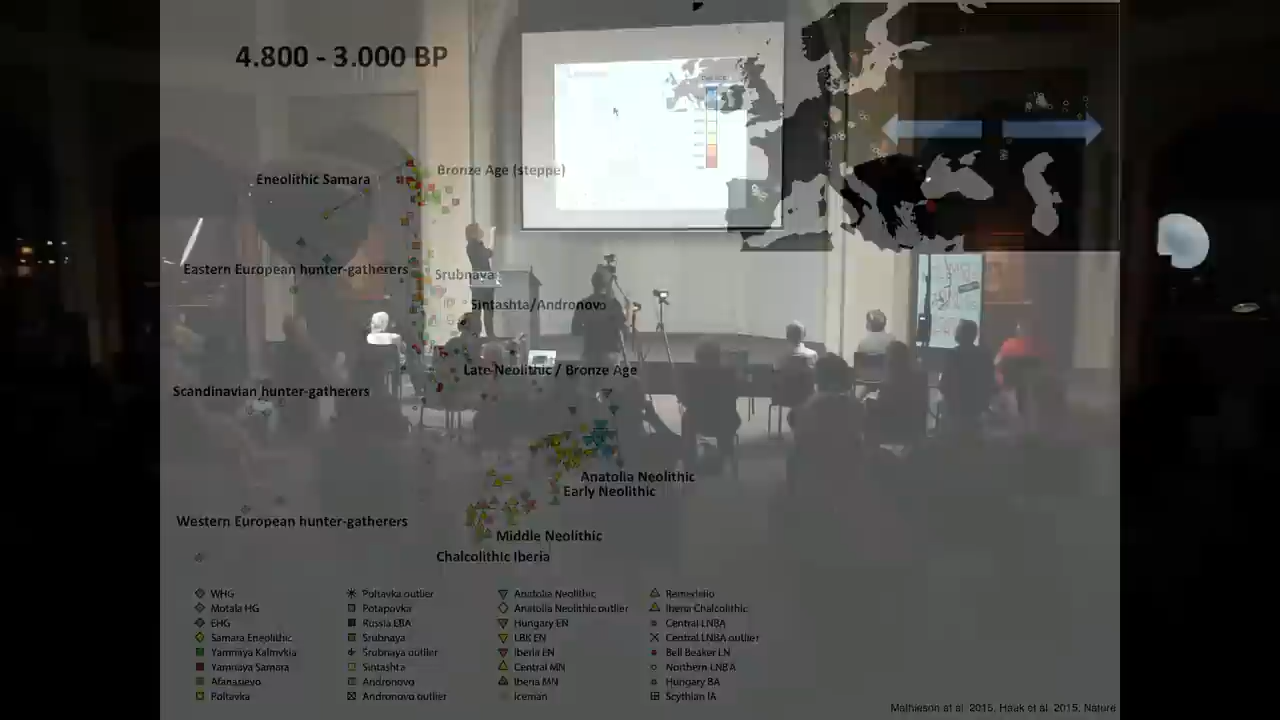 4.800 - 3.000 BP
Bronze Age (steppe)
Eneolithic Samara
Eastern European hunter-gatherers
Srubnaya
Sintashta/Andronovo
Late Neolithic / Bronze Age
Scandinavian hunter-gatherers
Anatolia Neolithic
Early Neolithic
Western European hunter-gatherers
Middle Neolithic
Chalcolithic Iberia
WHG
Motala HG
EHG
Samara Eneolithic
Yamnaya Kalmykia
Yamnaya Samara
Afanasievo
Poltavka
Poltavka outlier
Potapovka
Russia EBA
Srubnaya
Srubnaya outlier
Sintashta
Andronovo
Andronovo outlier
Anatolia Neolithic
Anatolia Neolithic outlier
Hungary EN
LBK EN
Iberia EN
Central MN
Iberia MN
Iceman
Remedello
Iberia Chalcolithic
Central LNBA
Central LNBA outlier
Bell Beaker LN
Northern LNBA
Hungary BA
Scythian IA
Mathieson et al. 2015, Haak et al. 2015, Nature